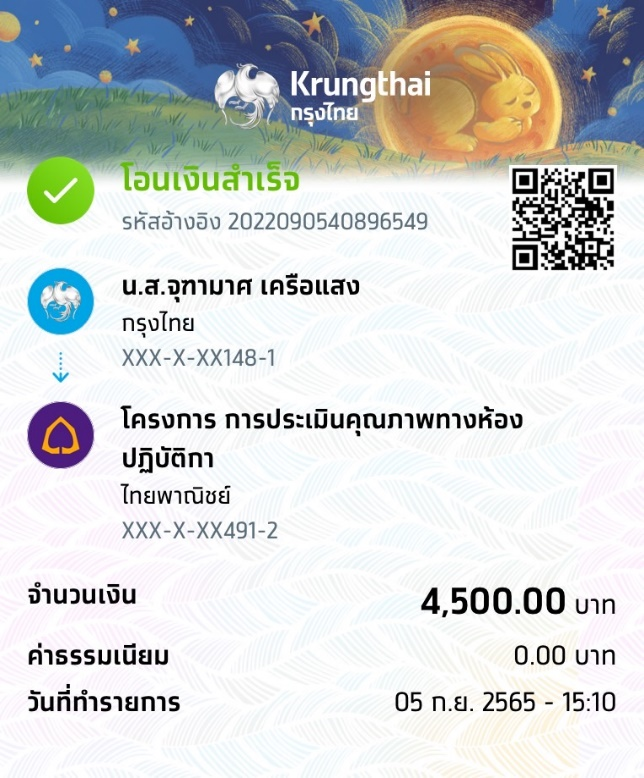 Krungthai
กรุงไทย
โอนเงินสำเร็จ
รหัสอ้างอิง 2022090540896549
น.ส.จุฑามาศ เครือแสง
กรุงไทย
XXX-X-XX148-1
โครงการ การประเมินคุณภาพทางห้อง
ปฏิบัติกา
ไทยพาณิชย์
XXX-X-XX491-2
จำนวนเงิน 4,500.00 บาท
ค่าธรรมเนียม 0.00 บาท
วันที่ทำรายการ 05 ก.ย. 2565 - 15:10